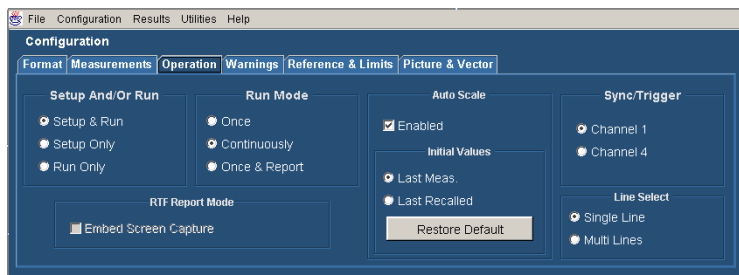 File Configuration Results Utilities Help
Configuration
Format Measurements Operation Warnings Reference & Limits Picture & Vector
Setup And/Or Run
Setup & Run
Setup Only
Run Only
Run Mode
Once
Continuously
Once & Report
RTF Report Mode
Embed Screen Capture
Auto Scale
Enabled
Initial Values
Last Meas.
Last Recalled
Restore Default
Sync/Trigger
Channel 1
Channel 4
Line Select
Single Line
Multi Lines